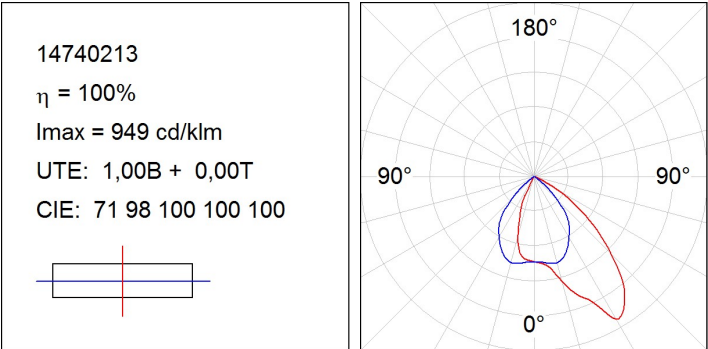 14740213
η = 100%
Imax = 949 cd/klm
UTE: 1,00B + 0,00T
CIE: 71 98 100 100 100
180°
90° 90°
0°